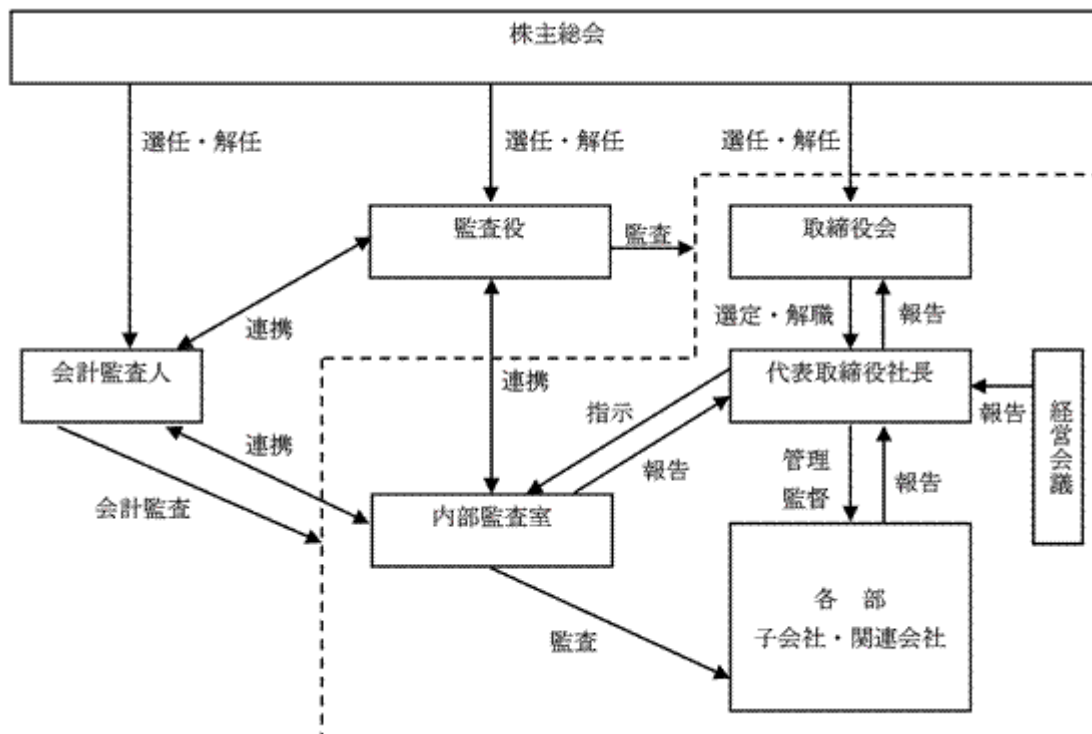 株主総会
選任・解任
選任・解任
選任・解任
監査役
監査
取締役会
連携
選定・解職
報告
会計監査人
連携
代表取締役社長
指示
報告
経営会議
連携
報告
管理
監督
報告
会計監査
内部監査室
各 部
子会社・関連会社
監査